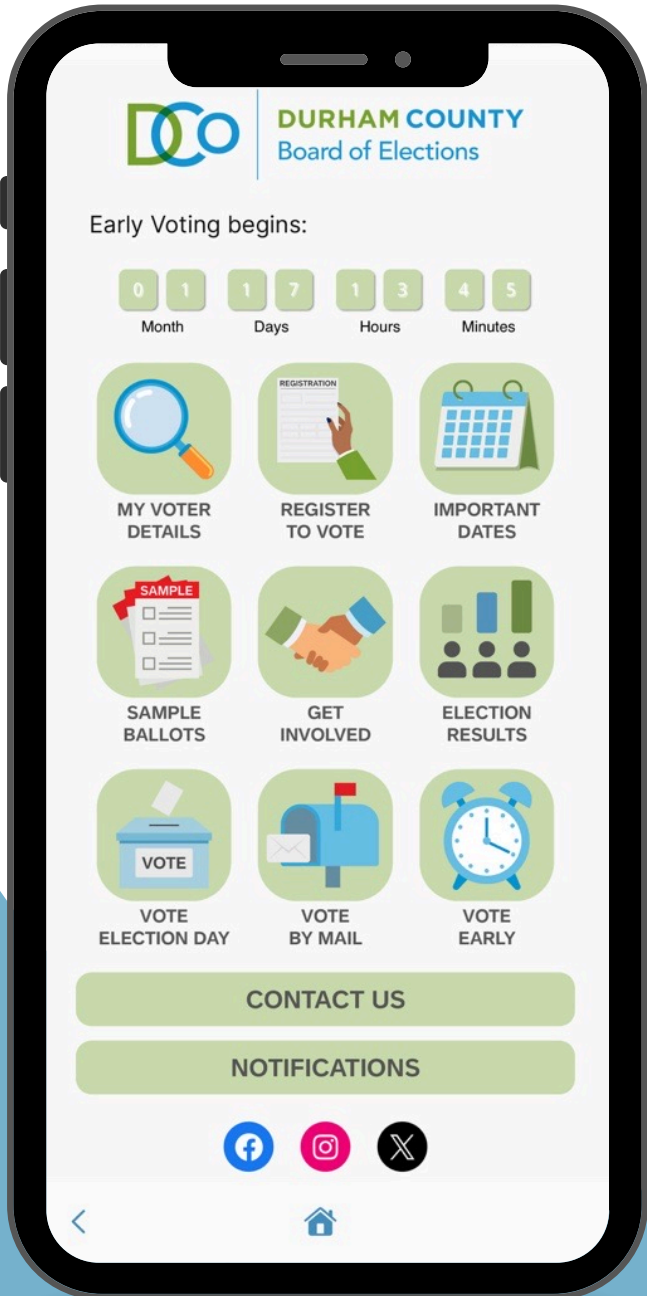 DCO
DURHAM COUNTY
Board of Elections
Early Voting begins:
0 1 1 7 1 3 4 5
Month Days Hours Minutes
REGISTRATION
MY VOTER
DETAILS
REGISTER
TO VOTE
IMPORTANT
DATES
SAMPLE
SAMPLE
BALLOTS
GET
INVOLVED
ELECTION
RESULTS
VOTE
VOTE
ELECTION DAY
VOTE
BY MAIL
VOTE
EARLY
CONTACT US
NOTIFICATIONS